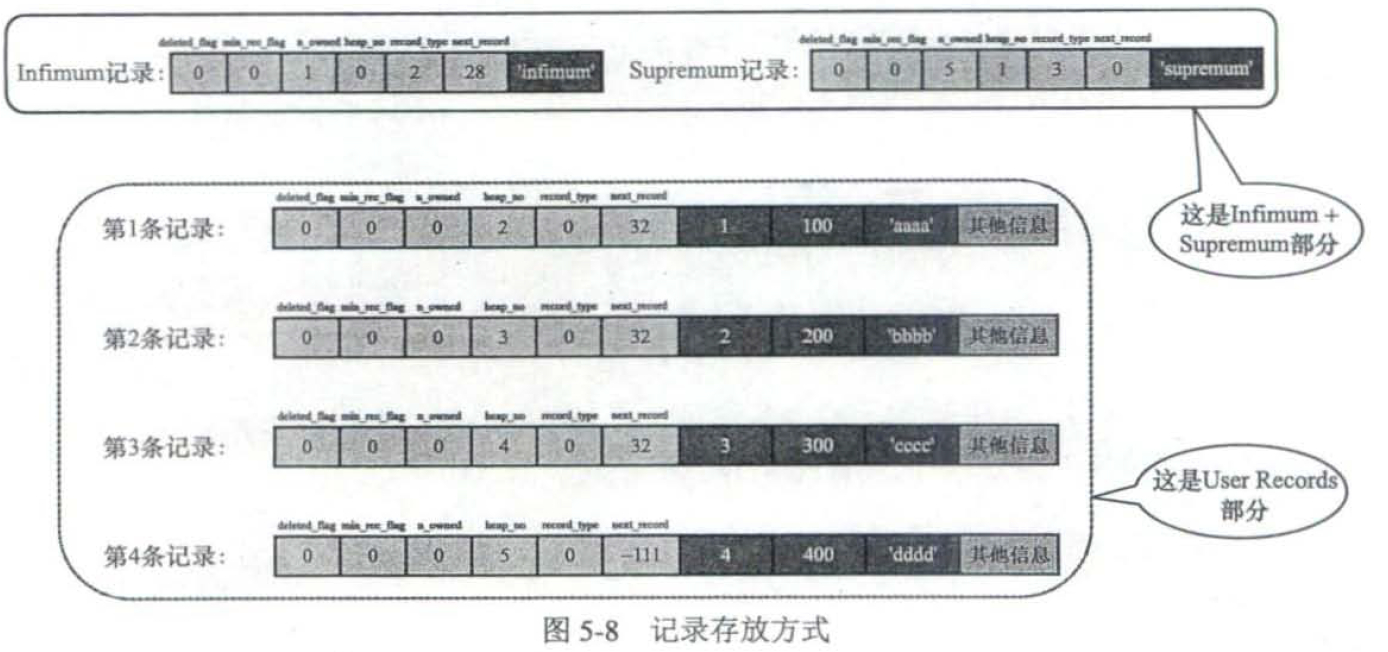 deleted_flag min_rec_flag n_owned heap_no record_type next_record
Infimum记录: 0 0 1 0 2 28 'infimum'
deleted_flag min_rec_flag n_owned heap_no record_type next_record
Supremum记录: 0 0 5 1 3 0 'supremum'
这是Infimum +
Supremum部分
deleted_flag min_rec_flag n_owned heap_no record_type next_record
第1条记录: 0 0 0 2 0 32 1 100 'aaaa' 其他信息
deleted_flag min_rec_flag n_owned heap_no record_type next_record
第2条记录: 0 0 0 3 0 32 2 200 'bbbb' 其他信息
deleted_flag min_rec_flag n_owned heap_no record_type next_record
第3条记录: 0 0 0 4 0 32 3 300 'cccc' 其他信息
这是User Records
部分
deleted_flag min_rec_flag n_owned heap_no record_type next_record
第4条记录: 0 0 0 5 0 −111 4 400 'dddd' 其他信息
图 5-8 记录存放方式